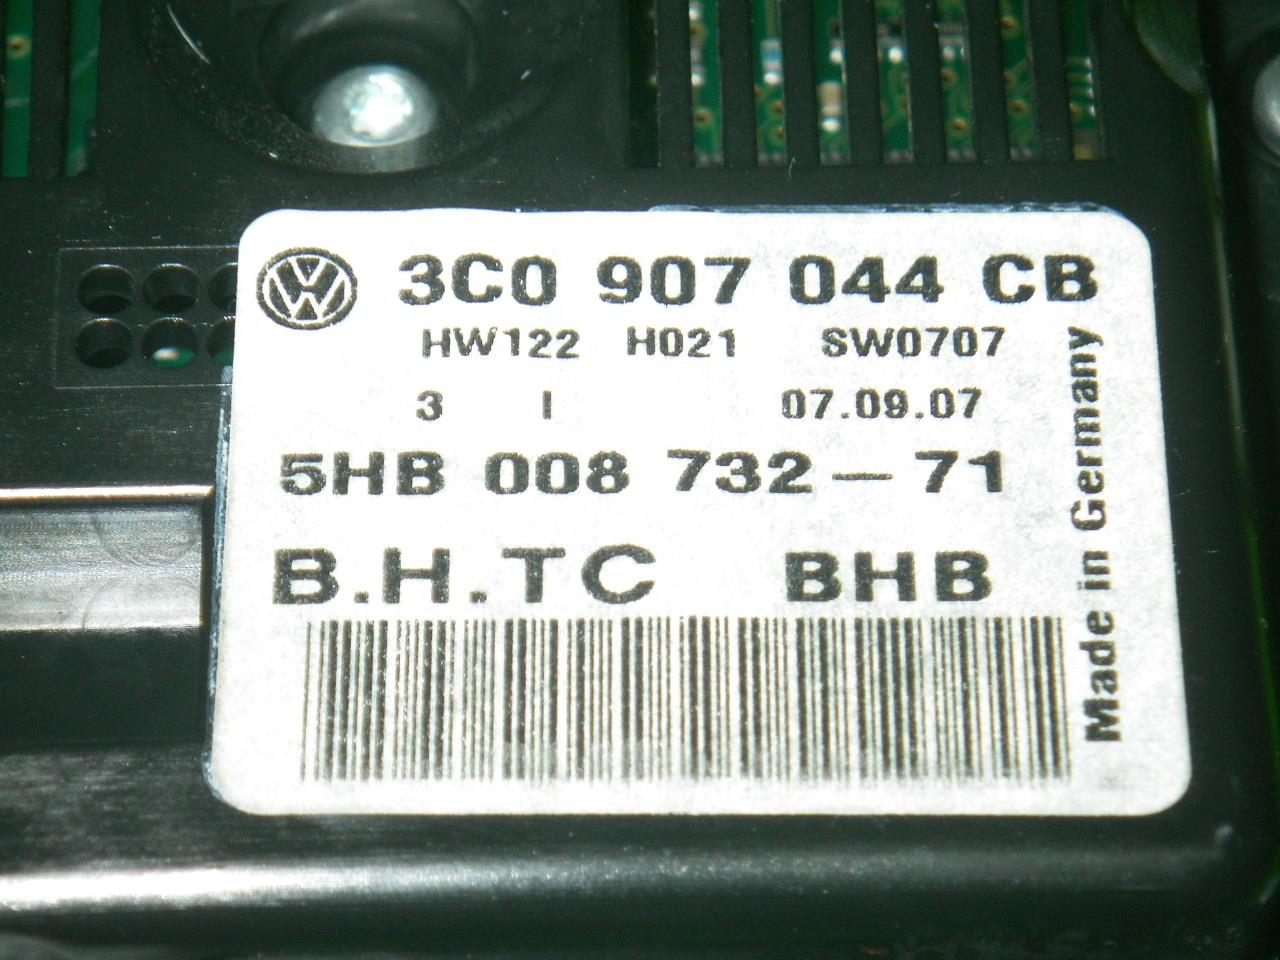 3C0 907 044 CB
HW122 H021 SW0707
3 I 07.09.07
5HB 008 732-71
B.H.TC BHB
Made in Germany